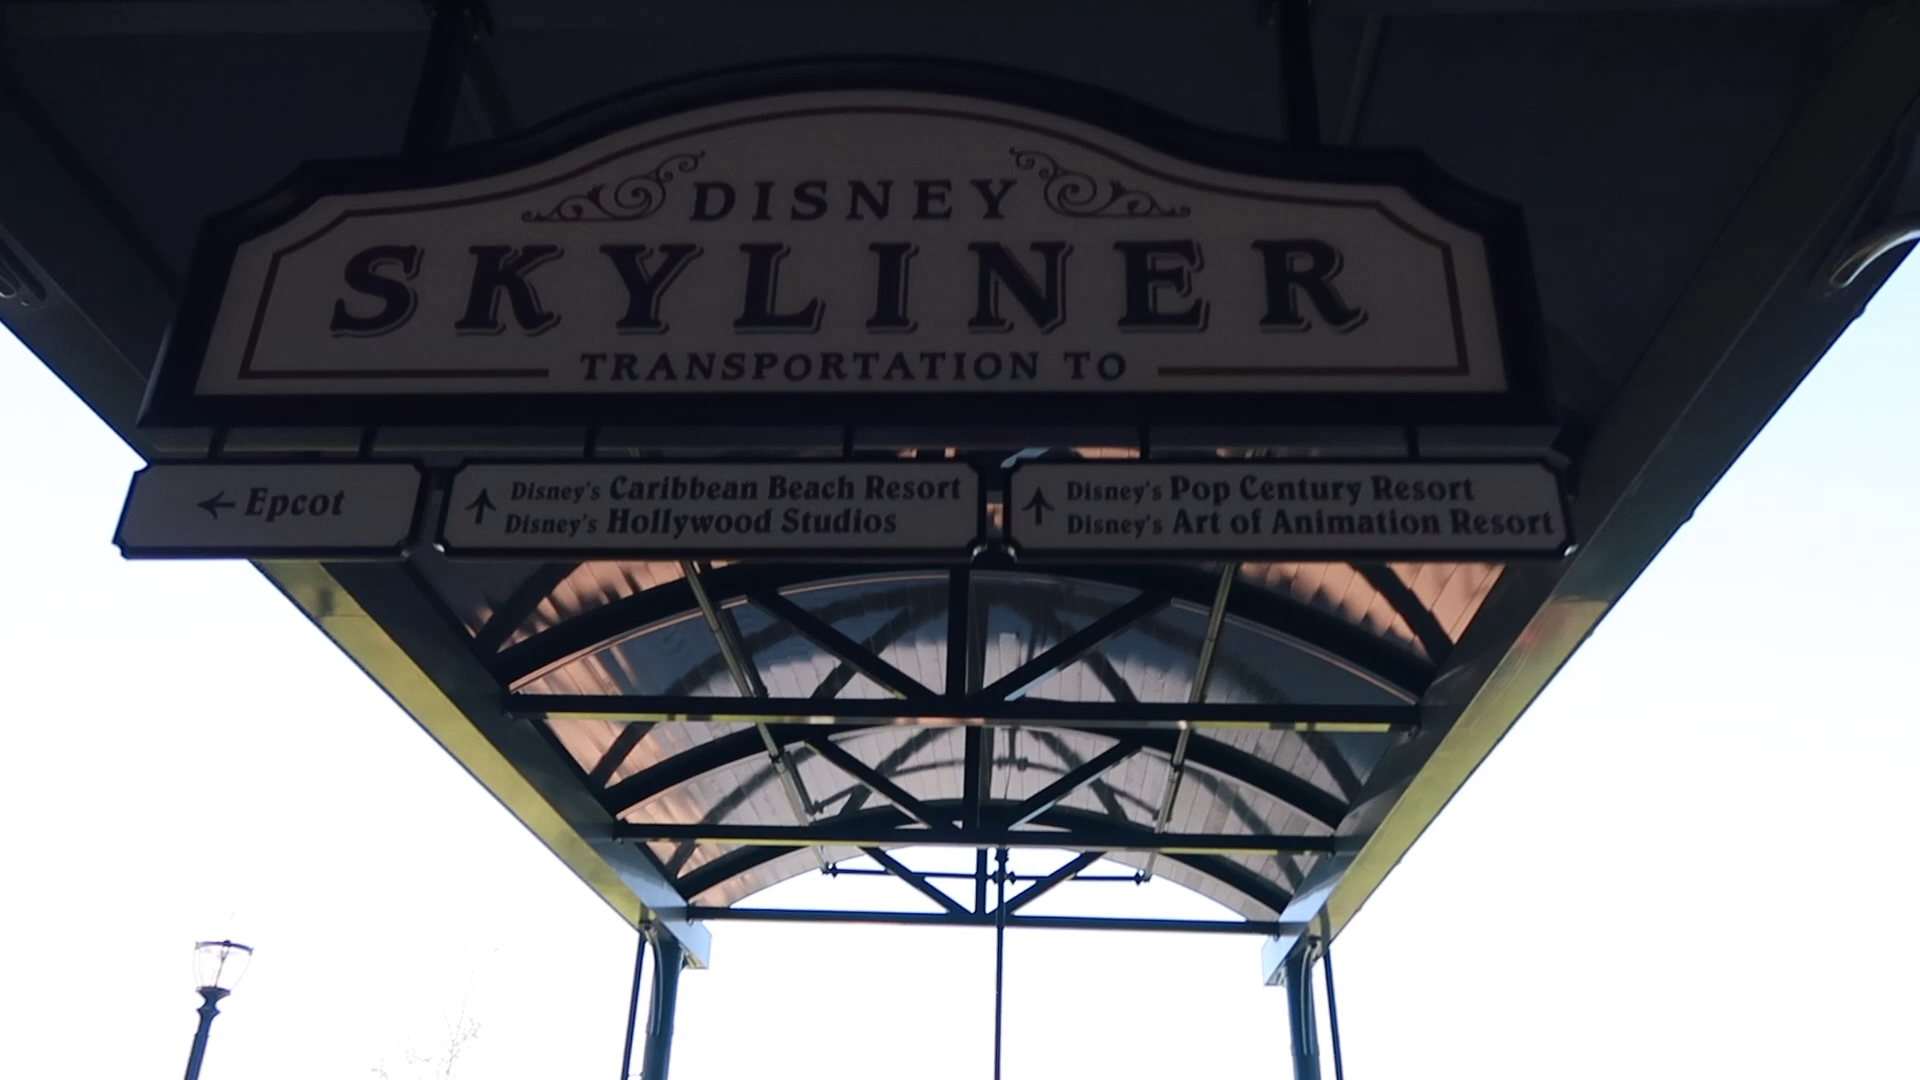 DISNEY
SKYLINER
TRANSPORTATION TO
← Epcot
↑ Disney's Caribbean Beach Resort
Disney's Hollywood Studios
↑ Disney's Pop Century Resort
Disney's Art of Animation Resort